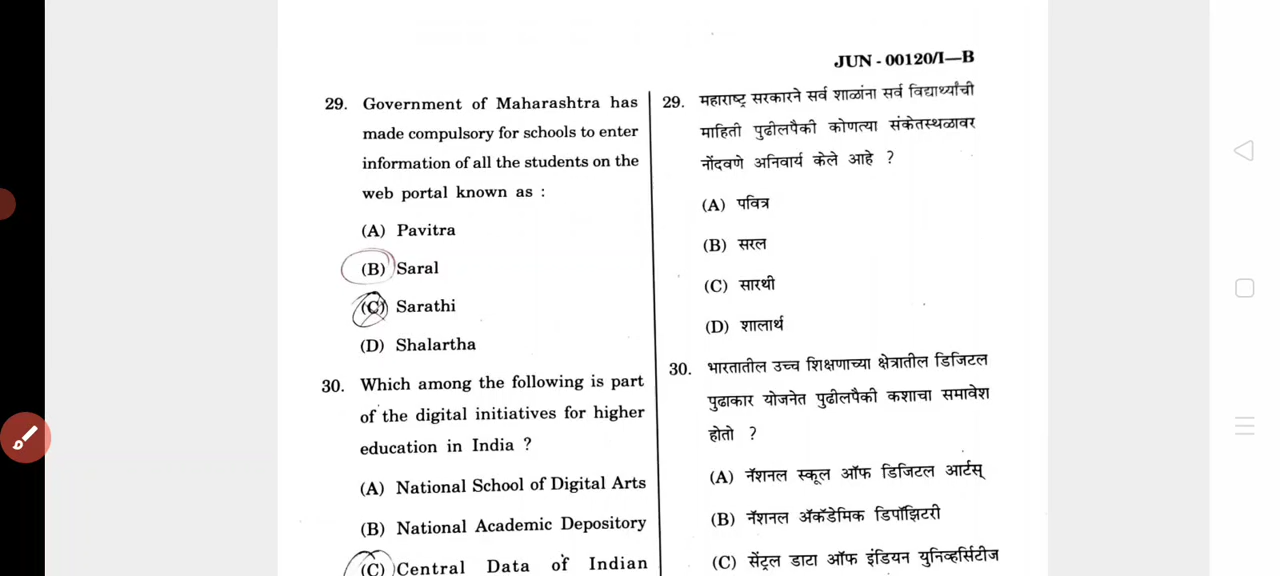 JUN - 00120/I—B
29. Government of Maharashtra has
made compulsory for schools to enter
information of all the students on the
web portal known as :
(A) Pavitra
(B) Saral
(C) Sarathi
(D) Shalartha
30. Which among the following is part
of the digital initiatives for higher
education in India ?
(A) National School of Digital Arts
(B) National Academic Depository
(C) Central Data of Indian
29. महाराष्ट्र सरकारने सर्व शाळांना सर्व विद्यार्थ्यांची
माहिती पुढीलपैकी कोणत्या संकेतस्थळावर
नोंदवणे अनिवार्य केले आहे ?
(A) पवित्र
(B) सरल
(C) सारथी
(D) शालार्थ
30. भारतातील उच्च शिक्षणाच्या क्षेत्रातील डिजिटल
पुढाकार योजनेत पुढीलपैकी कशाचा समावेश
होतो ?
(A) नॅशनल स्कूल ऑफ डिजिटल आर्टस्
(B) नॅशनल ॲकॅडेमिक डिपॉझिटरी
(C) सेंट्रल डाटा ऑफ इंडियन युनिव्हर्सिटीज